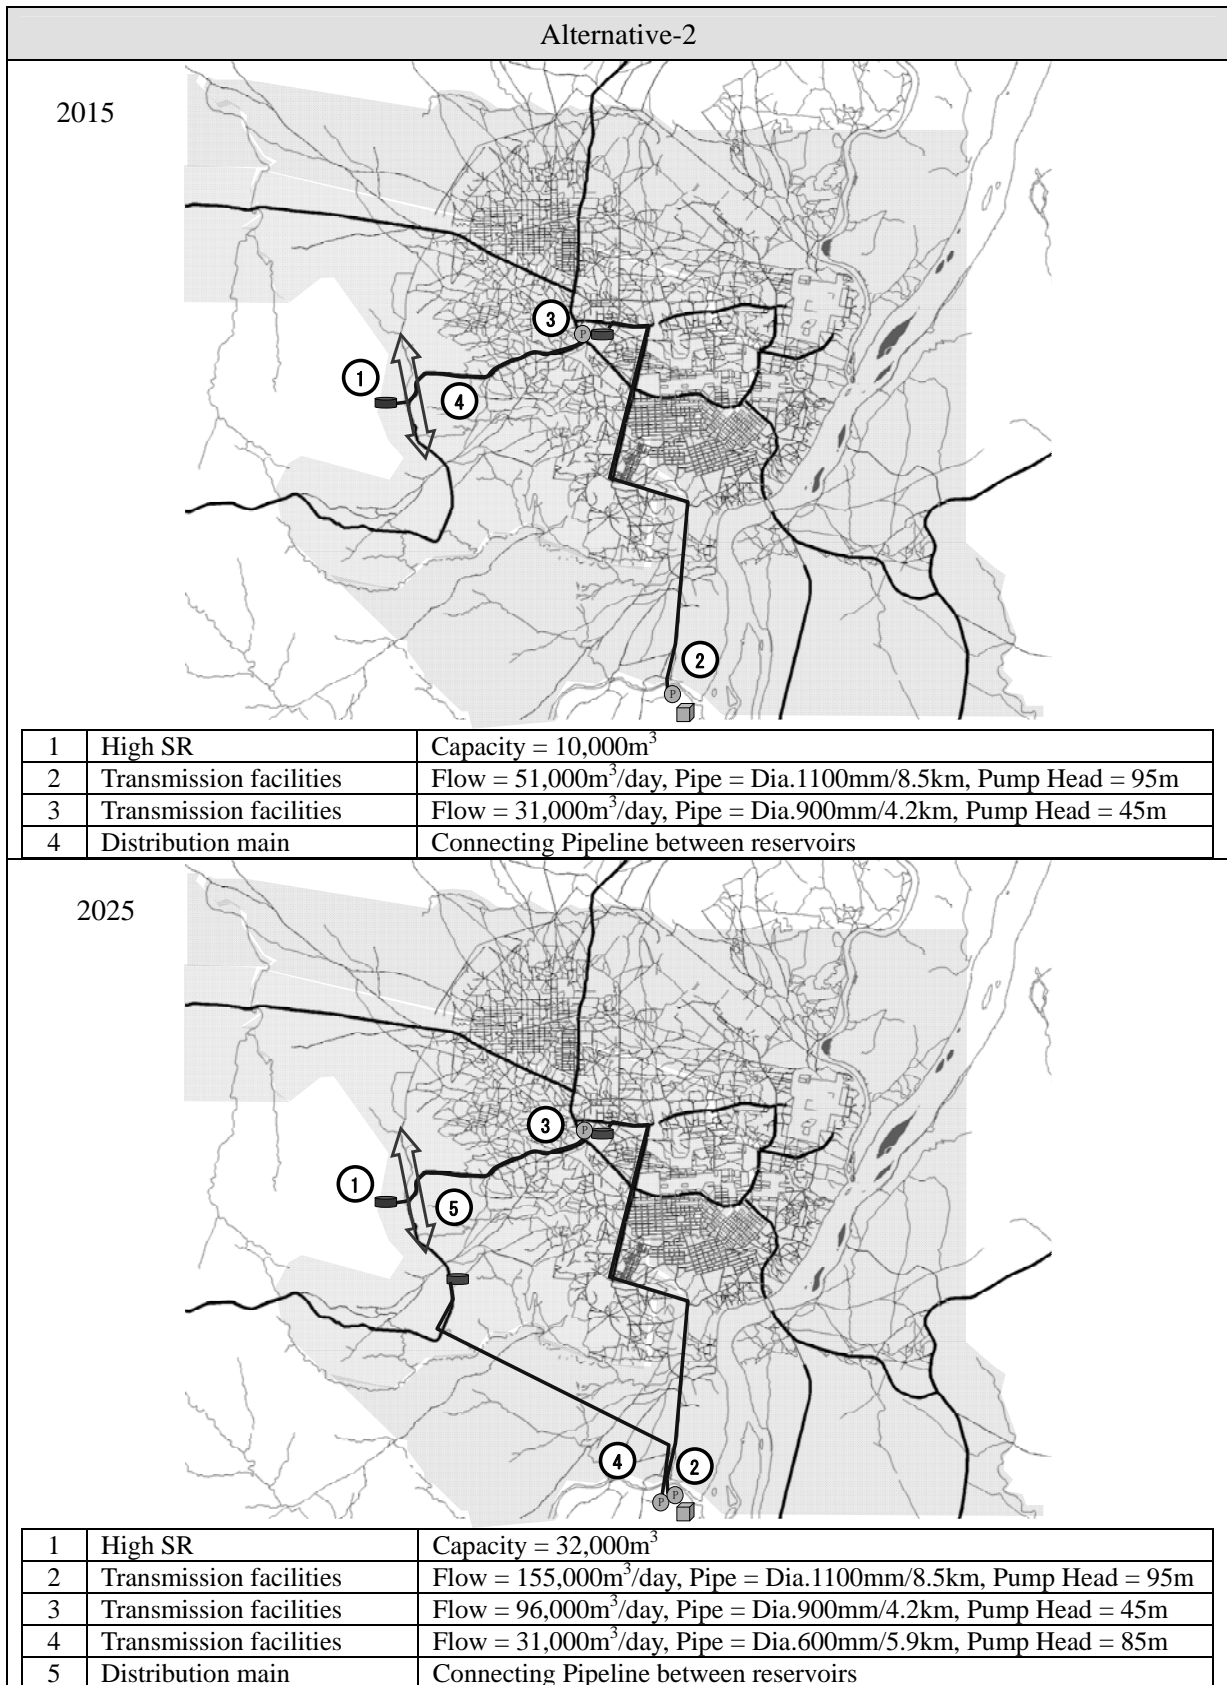 Alternative-2
2015
3
P
1
4
2
P
1 High SR Capacity = 10,000m³
2 Transmission facilities Flow = 51,000m³/day, Pipe = Dia.1100mm/8.5km, Pump Head = 95m
3 Transmission facilities Flow = 31,000m³/day, Pipe = Dia.900mm/4.2km, Pump Head = 45m
4 Distribution main Connecting Pipeline between reservoirs
2025
3
P
1
5
4
2
P
P
1 High SR Capacity = 32,000m³
2 Transmission facilities Flow = 155,000m³/day, Pipe = Dia.1100mm/8.5km, Pump Head = 95m
3 Transmission facilities Flow = 96,000m³/day, Pipe = Dia.900mm/4.2km, Pump Head = 45m
4 Transmission facilities Flow = 31,000m³/day, Pipe = Dia.600mm/5.9km, Pump Head = 85m
5 Distribution main Connecting Pipeline between reservoirs